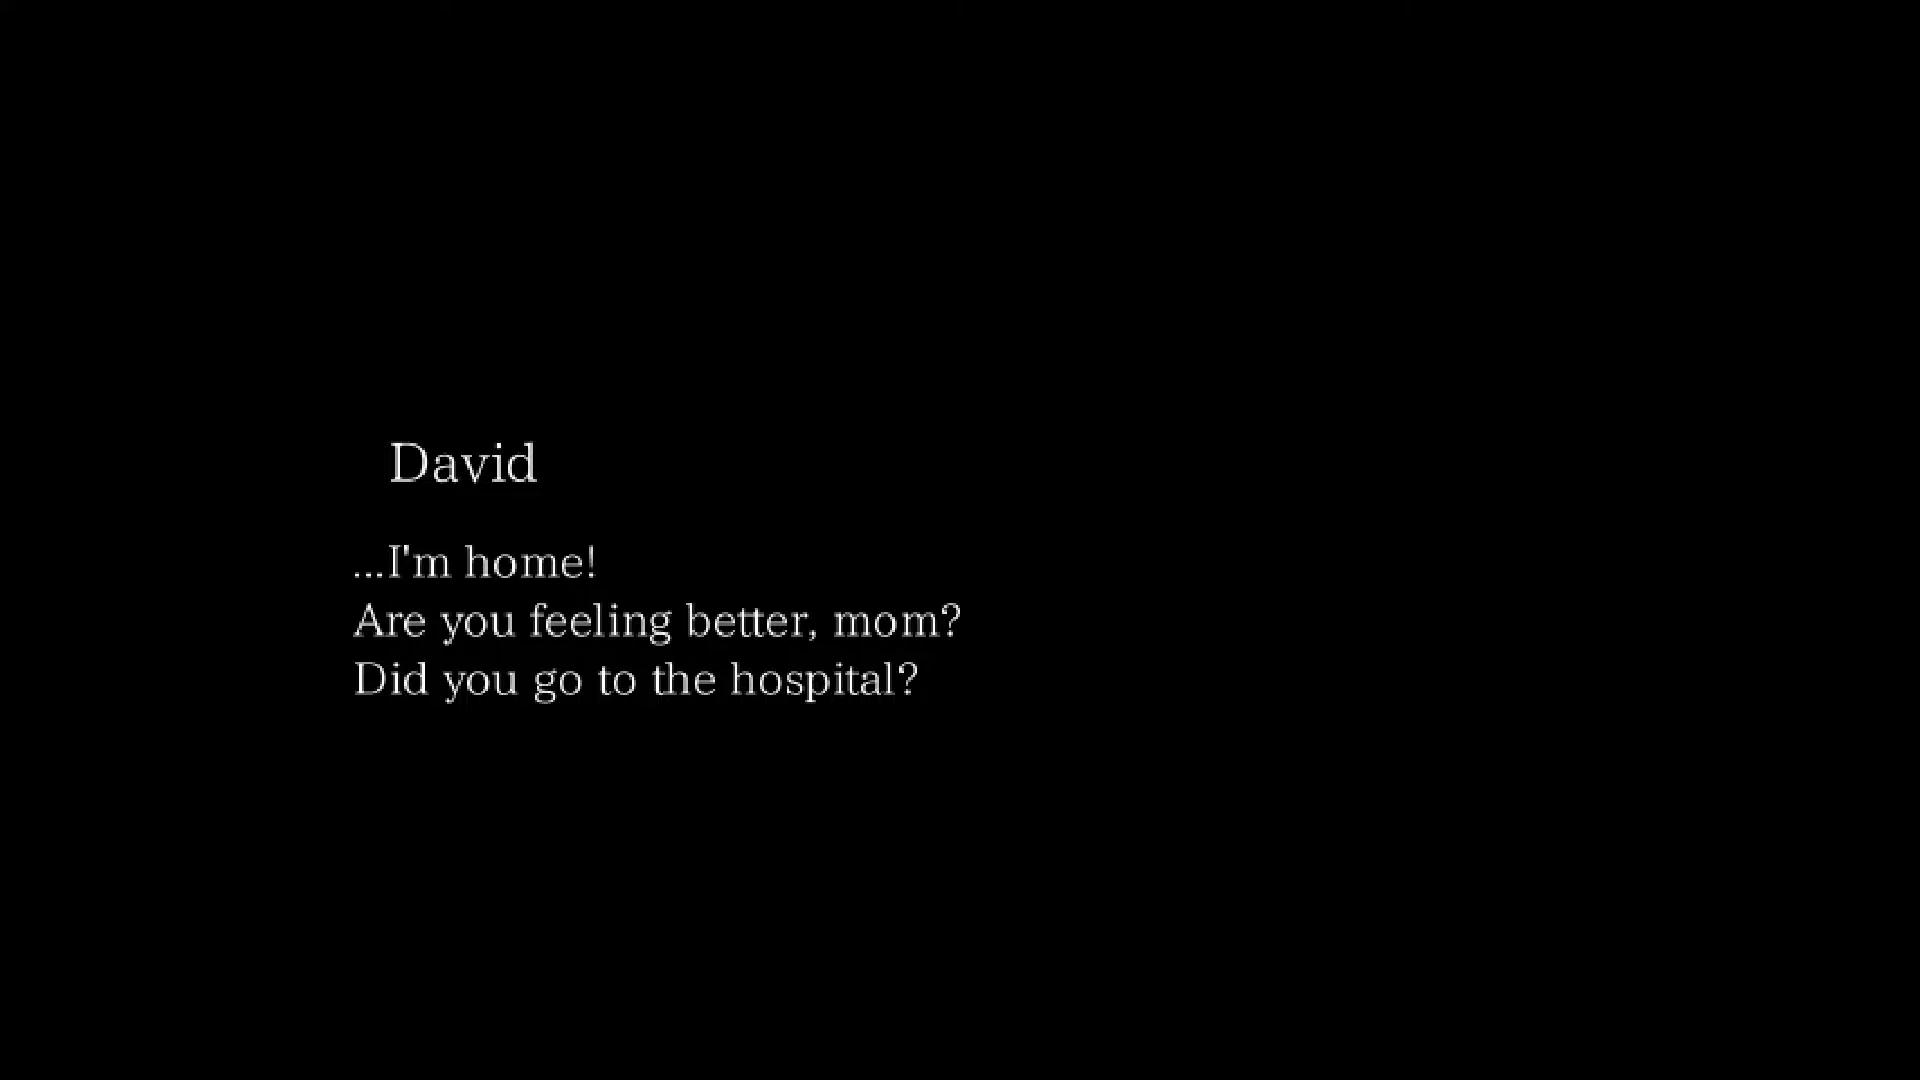 David
...I'm home!
Are you feeling better, mom?
Did you go to the hospital?